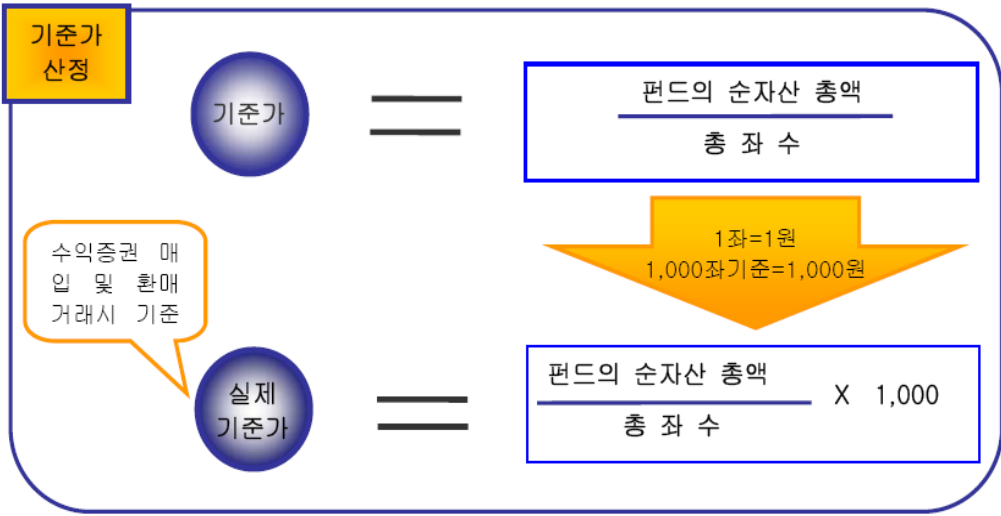 기준가
산정
기준가
펀드의 순자산 총액
총 좌 수
1좌=1원
1,000좌기준=1,000원
수익증권 매
입 및 환매
거래시 기준
실제
기준가
펀드의 순자산 총액
총 좌 수
X 1,000